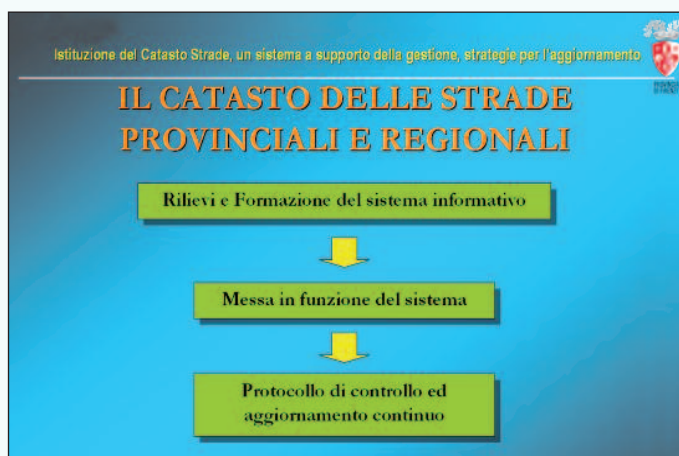 Istituzione del Catasto Strade, un sistema a supporto della gestione, strategie per l'aggiornamento
IL CATASTO DELLE STRADE
PROVINCIALI E REGIONALI
Rilievi e Formazione del sistema informativo
Messa in funzione del sistema
Protocollo di controllo ed
aggiornamento continuo